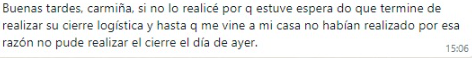 Buenas tardes, carmiña, si no lo realicé por q estuve espera do que termine de
realizar su cierre logística y hasta q me vine a mi casa no habían realizado por esa
razón no pude realizar el cierre el día de ayer.
15:06